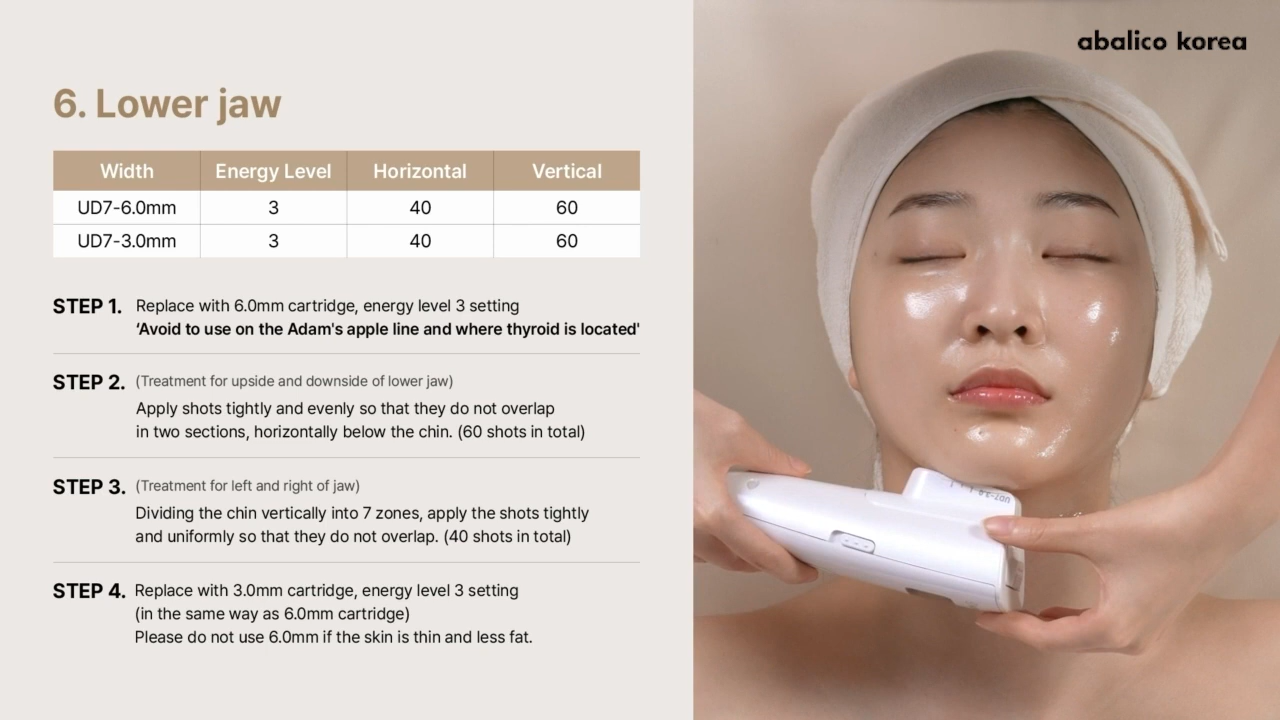 abalico korea
6. Lower jaw
Width Energy Level Horizontal Vertical
UD7-6.0mm 3 40 60
UD7-3.0mm 3 40 60
STEP 1. Replace with 6.0mm cartridge, energy level 3 setting
‘Avoid to use on the Adam's apple line and where thyroid is located'
STEP 2. (Treatment for upside and downside of lower jaw)
Apply shots tightly and evenly so that they do not overlap
in two sections, horizontally below the chin. (60 shots in total)
STEP 3. (Treatment for left and right of jaw)
Dividing the chin vertically into 7 zones, apply the shots tightly
and uniformly so that they do not overlap. (40 shots in total)
STEP 4. Replace with 3.0mm cartridge, energy level 3 setting
(in the same way as 6.0mm cartridge)
Please do not use 6.0mm if the skin is thin and less fat.